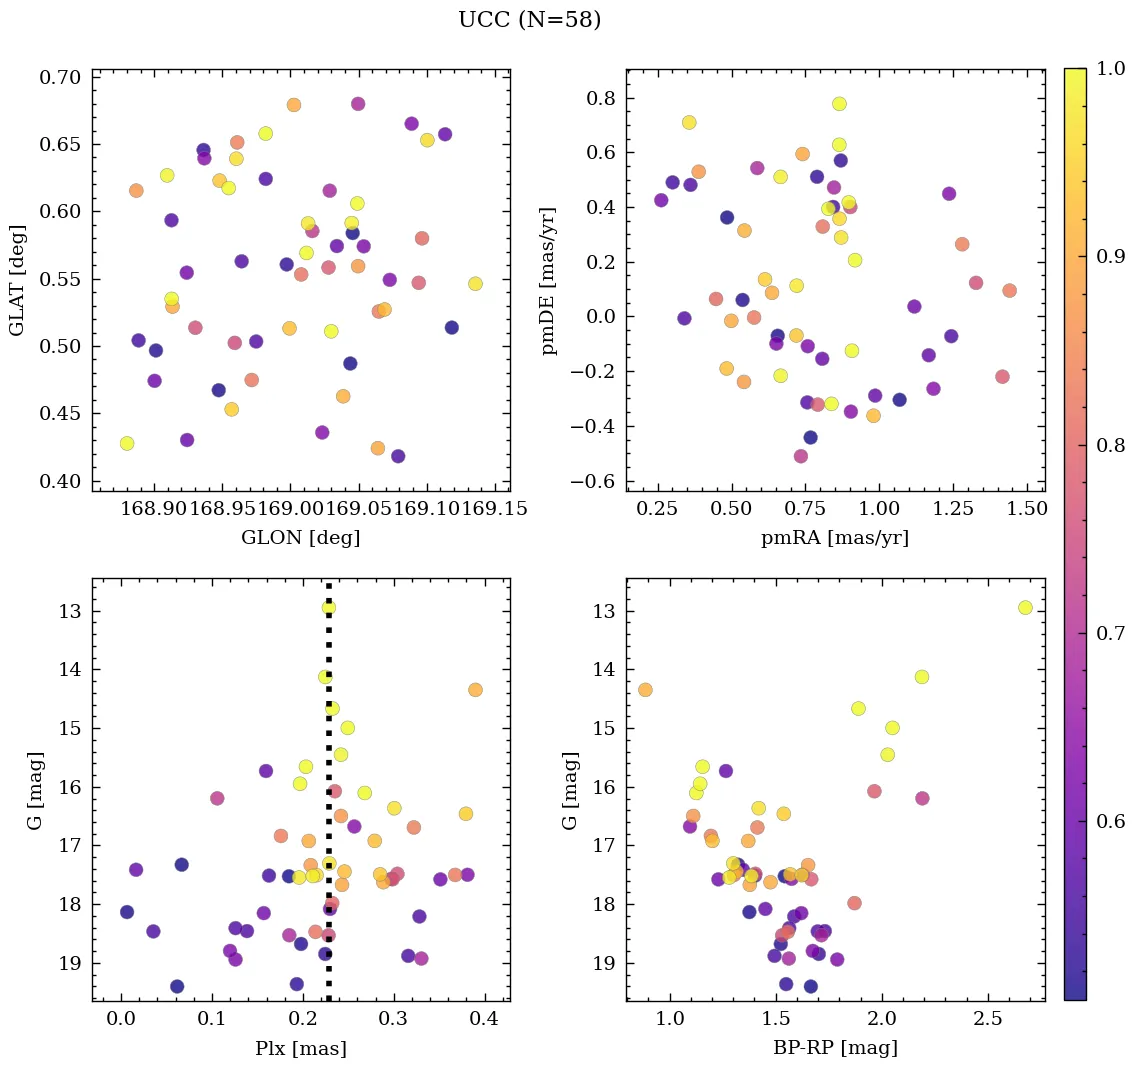 UCC (N=58)
0.70
0.65
0.60
0.55
0.50
0.45
0.40
GLAT [deg]
168.90 168.95 169.00 169.05 169.10 169.15
GLON [deg]
0.8
0.6
0.4
0.2
0.0
−0.2
−0.4
−0.6
pmDE [mas/yr]
0.25 0.50 0.75 1.00 1.25 1.50
pmRA [mas/yr]
1.0
0.9
0.8
0.7
0.6
13
14
15
16
17
18
19
G [mag]
0.0 0.1 0.2 0.3 0.4
Plx [mas]
13
14
15
16
17
18
19
G [mag]
1.0 1.5 2.0 2.5
BP-RP [mag]